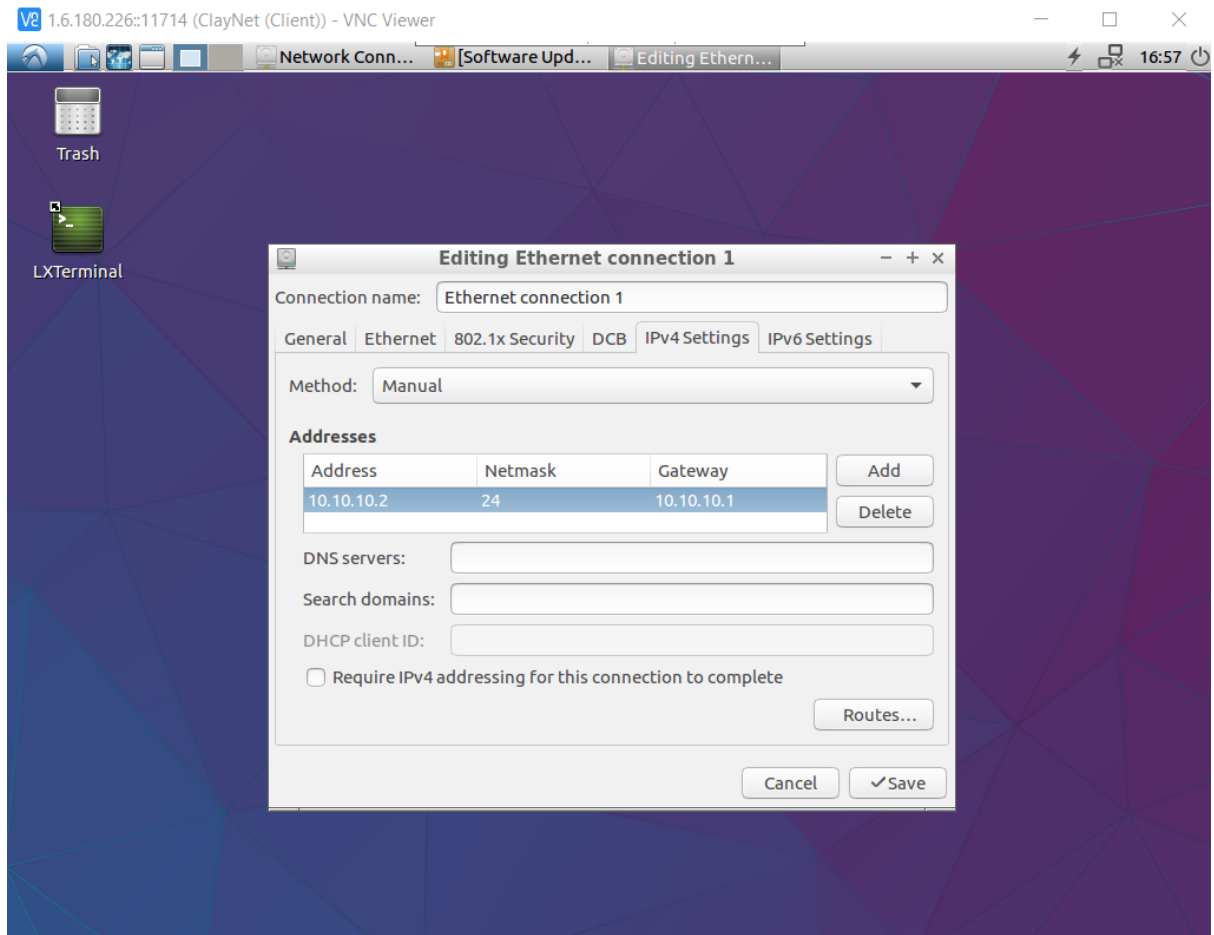 1.6.180.226::11714 (ClayNet (Client)) - VNC Viewer
Network Conn... [Software Upd... Editing Ethern... 16:57
Trash
LXTerminal
Editing Ethernet connection 1
Connection name: Ethernet connection 1
General Ethernet 802.1x Security DCB IPv4 Settings IPv6 Settings
Method: Manual
Addresses
Address Netmask Gateway Add
10.10.10.2 24 10.10.10.1
Delete
DNS servers:
Search domains:
DHCP client ID:
Require IPv4 addressing for this connection to complete
Routes...
Cancel Save